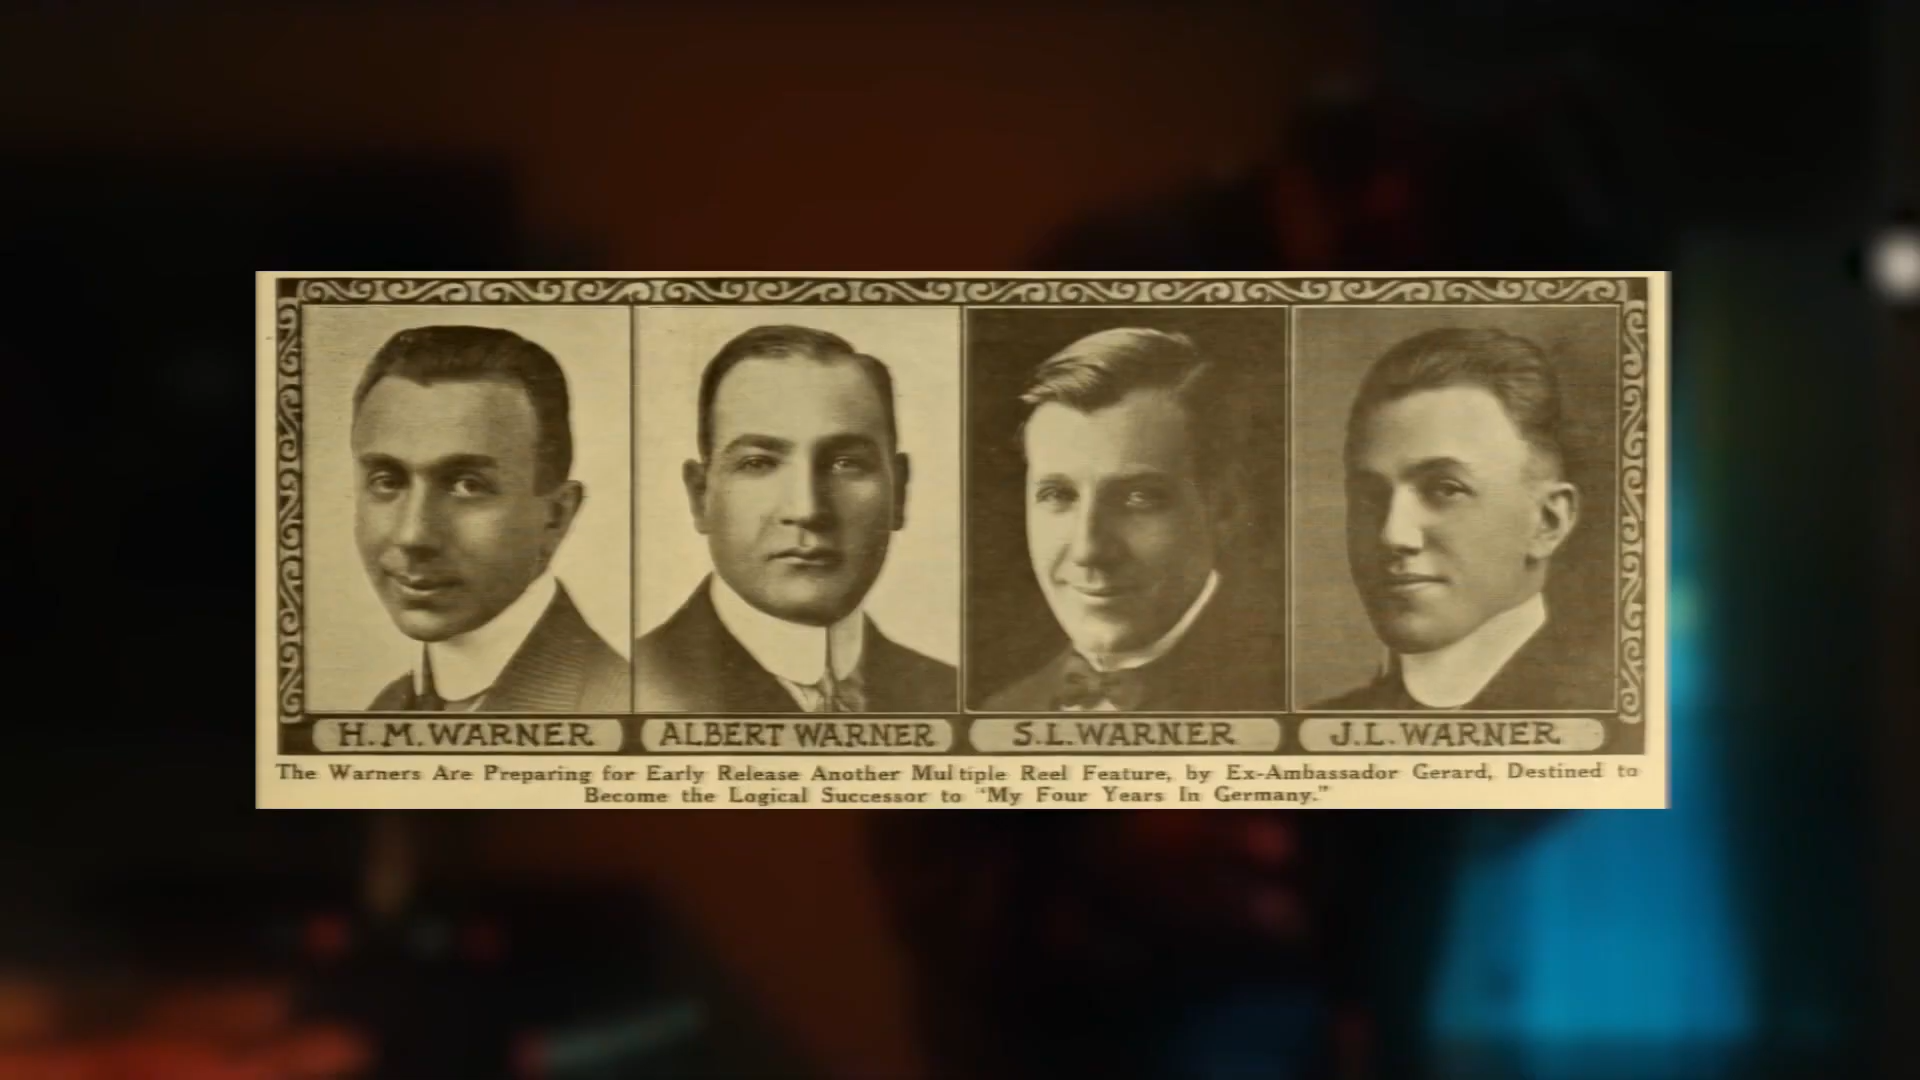 H.M.WARNER
ALBERT WARNER
S.L.WARNER
J.L.WARNER
The Warners Are Preparing for Early Release Another Multiple Reel Feature, by Ex-Ambassador Gerard, Destined to
Become the Logical Successor to "My Four Years In Germany."